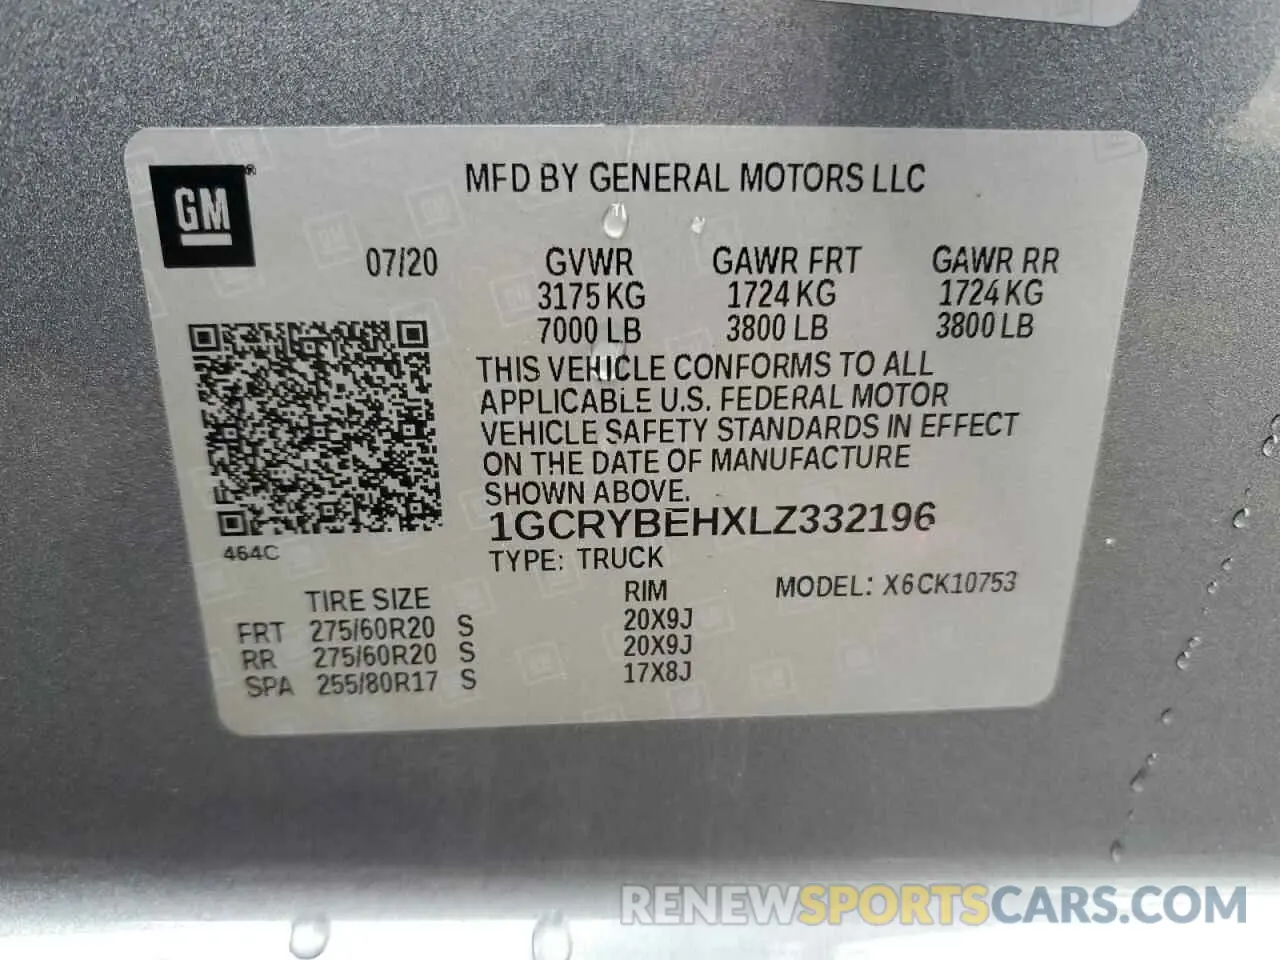 GM®
MFD BY GENERAL MOTORS LLC
07/20 GVWR GAWR FRT GAWR RR
3175 KG 1724 KG 1724 KG
7000 LB 3800 LB 3800 LB
THIS VEHICLE CONFORMS TO ALL
APPLICABLE U.S. FEDERAL MOTOR
VEHICLE SAFETY STANDARDS IN EFFECT
ON THE DATE OF MANUFACTURE
SHOWN ABOVE.
1GCRYBEHXLZ332196
464C
TYPE: TRUCK
TIRE SIZE RIM MODEL: X6CK10753
FRT 275/60R20 S 20X9J
RR 275/60R20 S 20X9J
SPA 255/80R17 S 17X8J
RENEWSPORTSCARS.COM